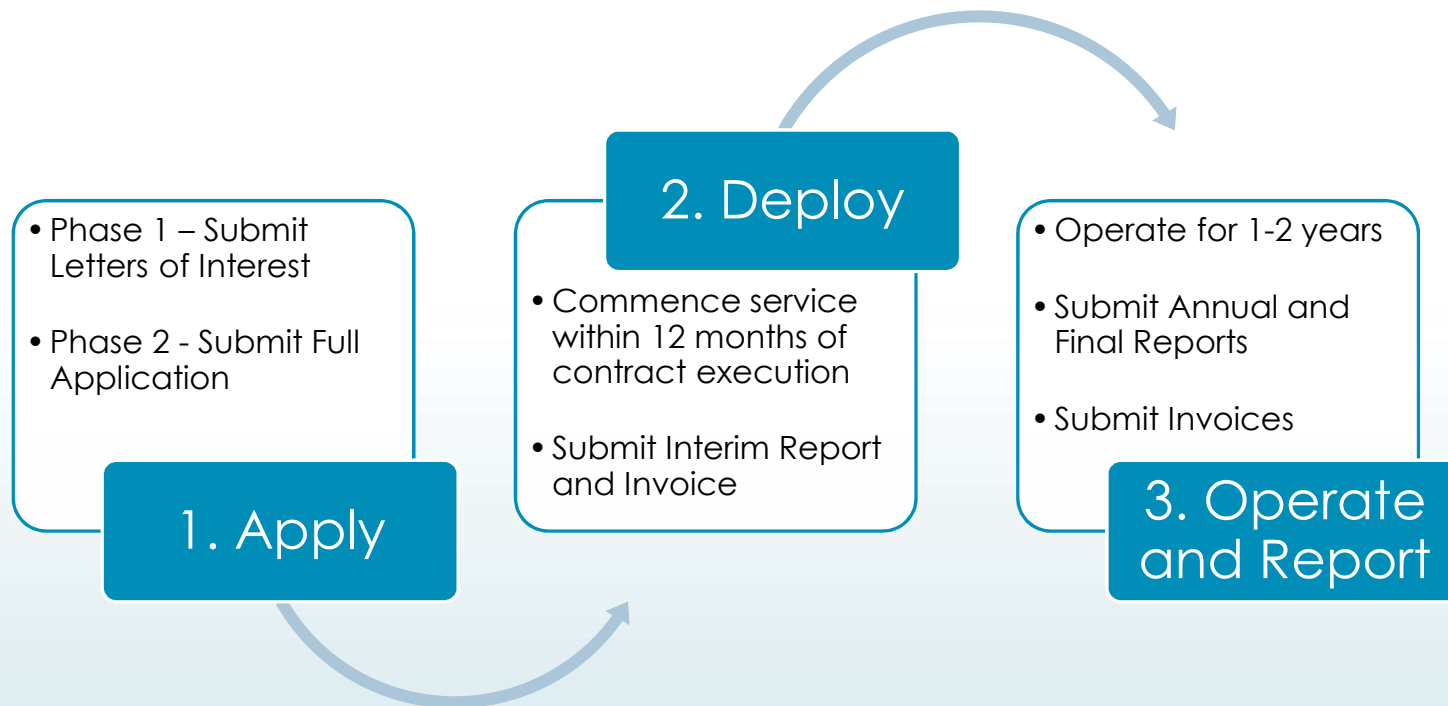 • Phase 1 – Submit
Letters of Interest
• Phase 2 - Submit Full
Application
1. Apply
2. Deploy
• Commence service
within 12 months of
contract execution
• Submit Interim Report
and Invoice
• Operate for 1-2 years
• Submit Annual and
Final Reports
• Submit Invoices
3. Operate
and Report